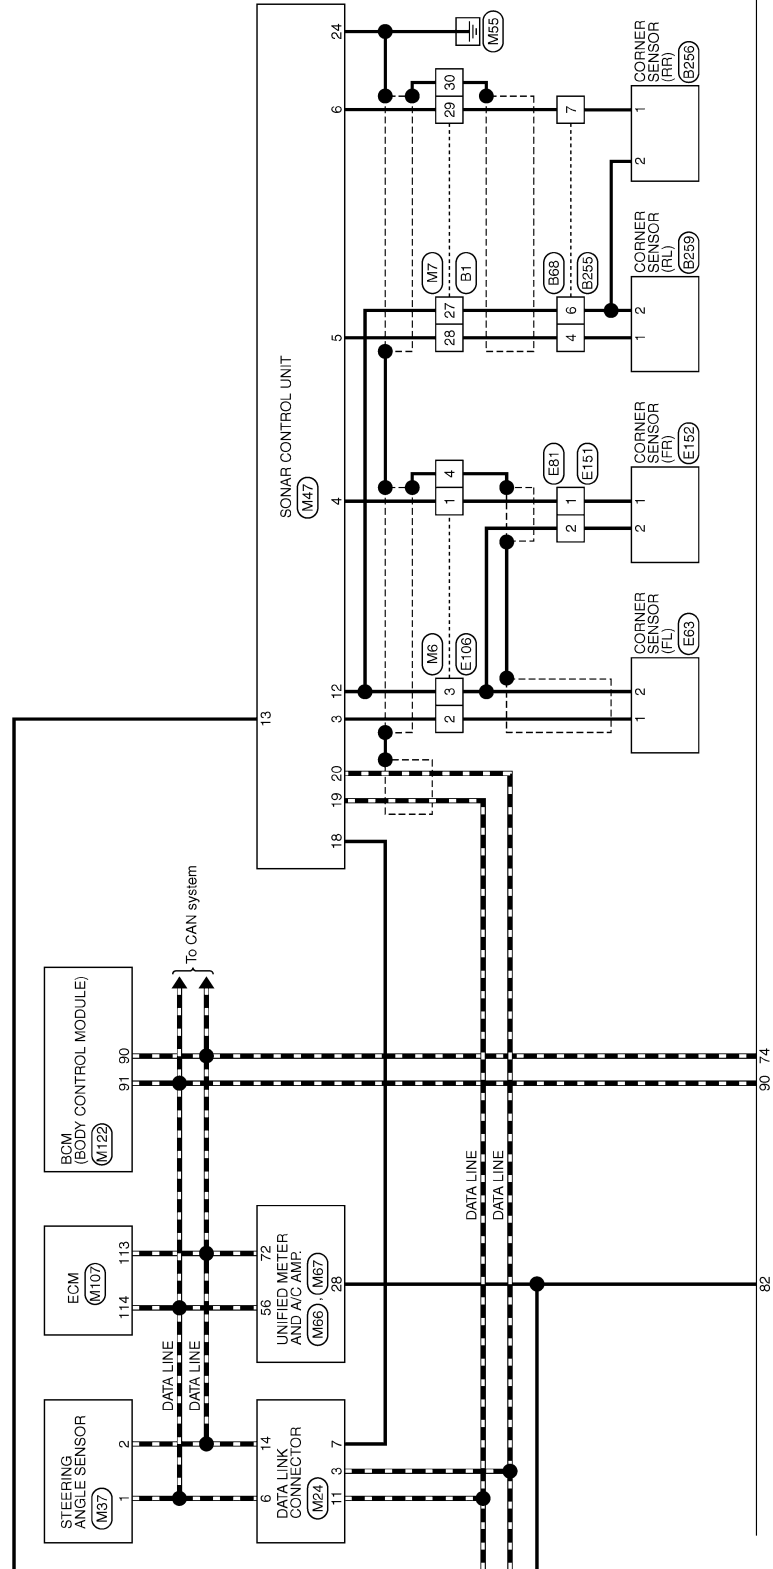 STEERING
ANGLE SENSOR
M37
1
2
ECM
M107
114
113
BCM
(BODY CONTROL MODULE)
M122
91
90
DATA LINE
DATA LINE
To CAN system
6
14
DATA LINK
CONNECTOR
M24
11
3
7
56
72
UNIFIED METER
AND A/C AMP.
M66 , M67
28
13
SONAR CONTROL UNIT
M47
18
19
20
3
12
4
5
6
24
M55
M6
E106
2
3
1
4
M7
B1
28
27
29
30
DATA LINE
DATA LINE
E81
E151
2
1
B68
B255
4
6
7
1
2
CORNER
SENSOR
(FL)
E63
2
1
CORNER
SENSOR
(FR)
E152
1
2
CORNER
SENSOR
(RL)
B259
2
1
CORNER
SENSOR
(RR)
B256
82
90
74